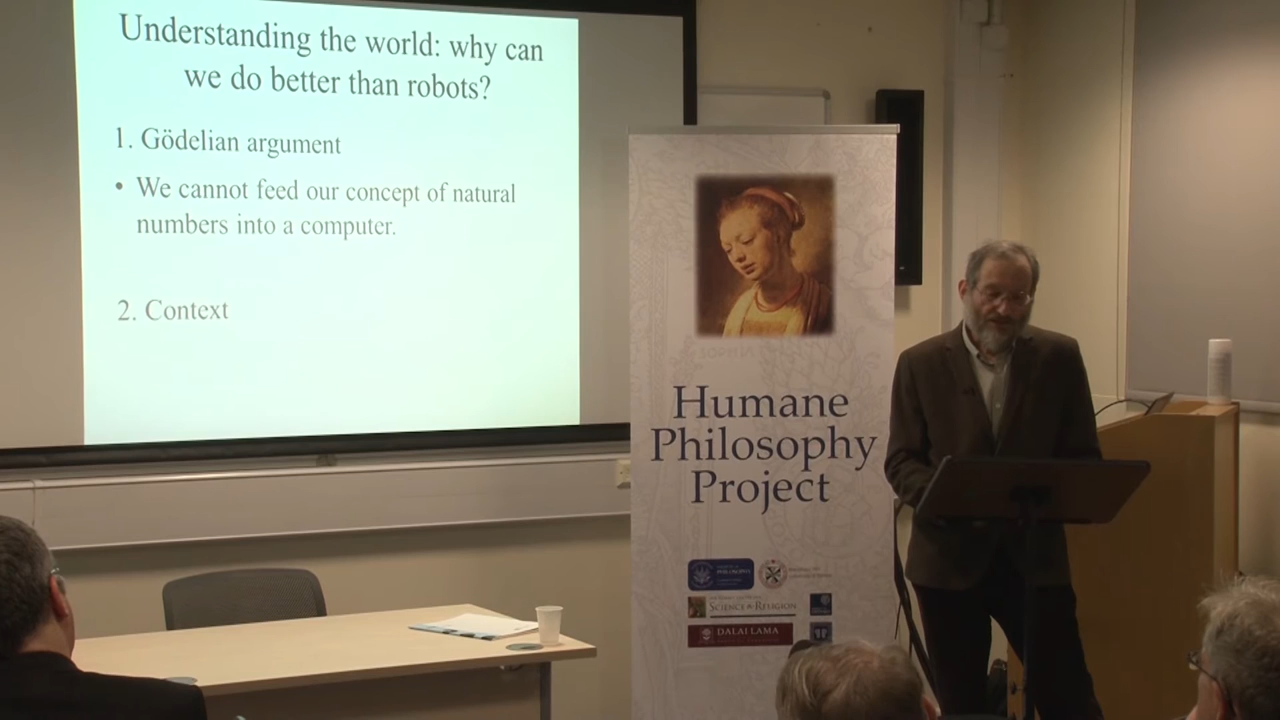 Understanding the world: why can
we do better than robots?
1. Gödelian argument
• We cannot feed our concept of natural
numbers into a computer.
2. Context
Humane
Philosophy
Project
PHILOSOPHY
SCIENCE & RELIGION
DALAI LAMA